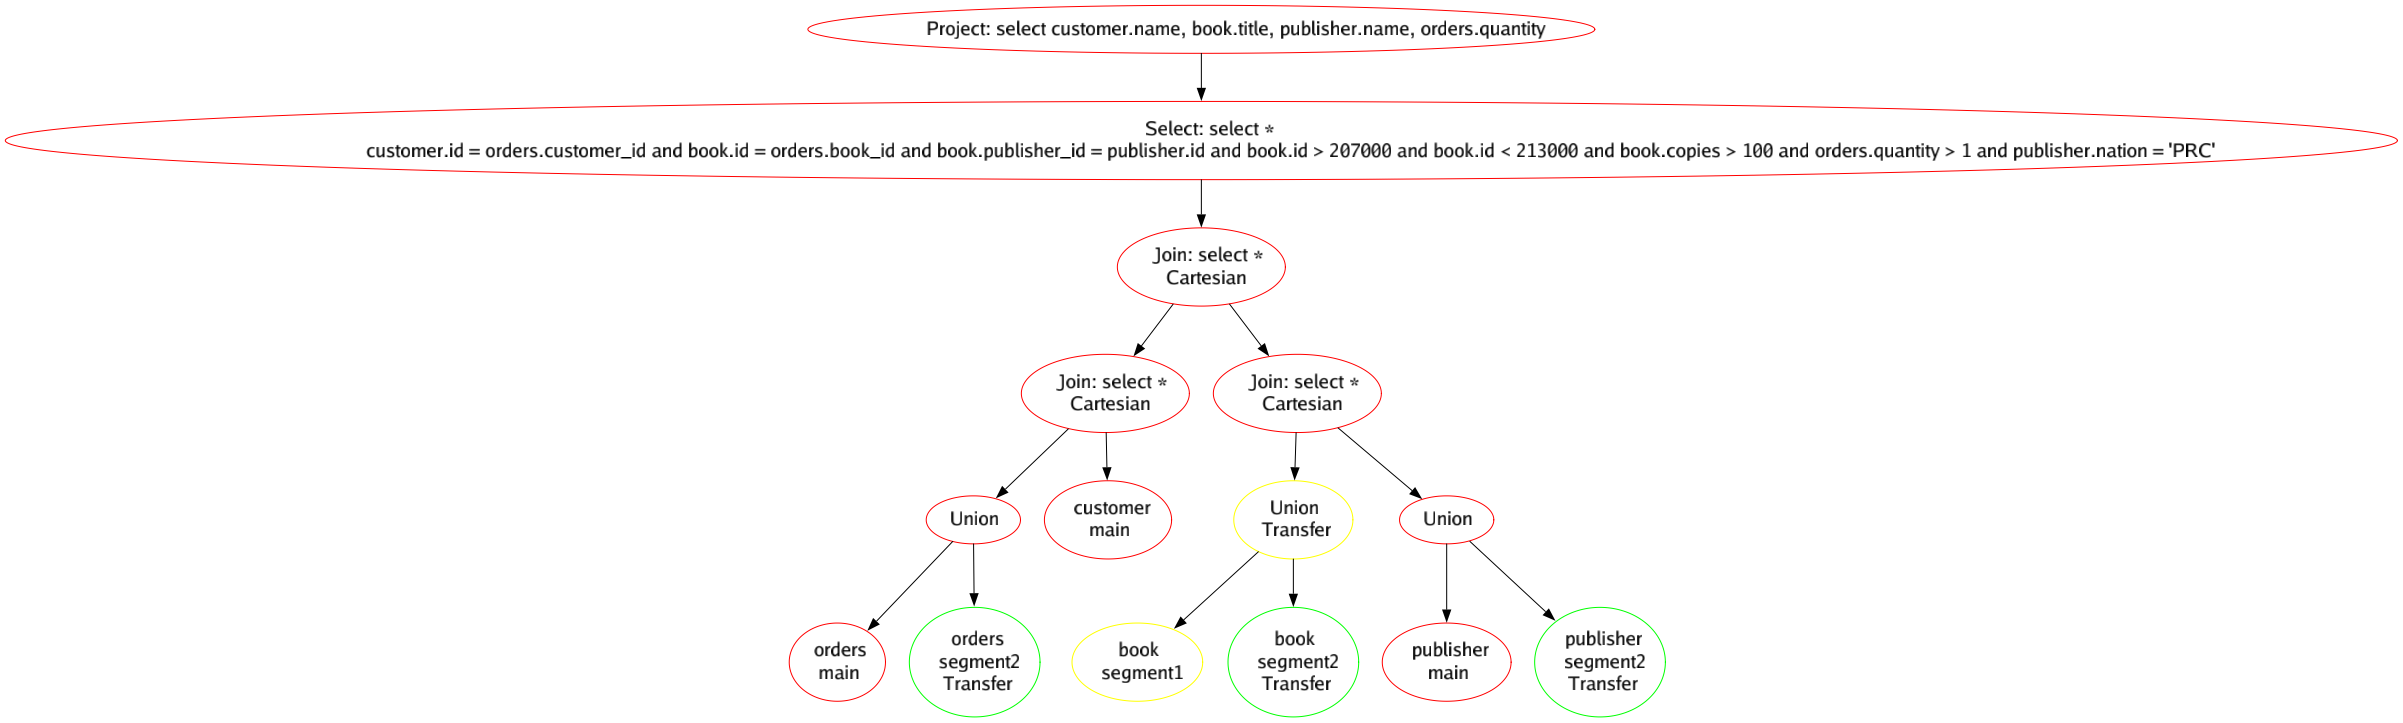 Project: select customer.name, book.title, publisher.name, orders.quantity
Select: select *
customer.id = orders.customer_id and book.id = orders.book_id and book.publisher_id = publisher.id and book.id > 207000 and book.id < 213000 and book.copies > 100 and orders.quantity > 1 and publisher.nation = 'PRC'
Join: select *
Cartesian
Join: select *
Cartesian
Join: select *
Cartesian
Union
customer
main
Union
Transfer
Union
orders
main
orders
segment2
Transfer
book
segment1
book
segment2
Transfer
publisher
main
publisher
segment2
Transfer